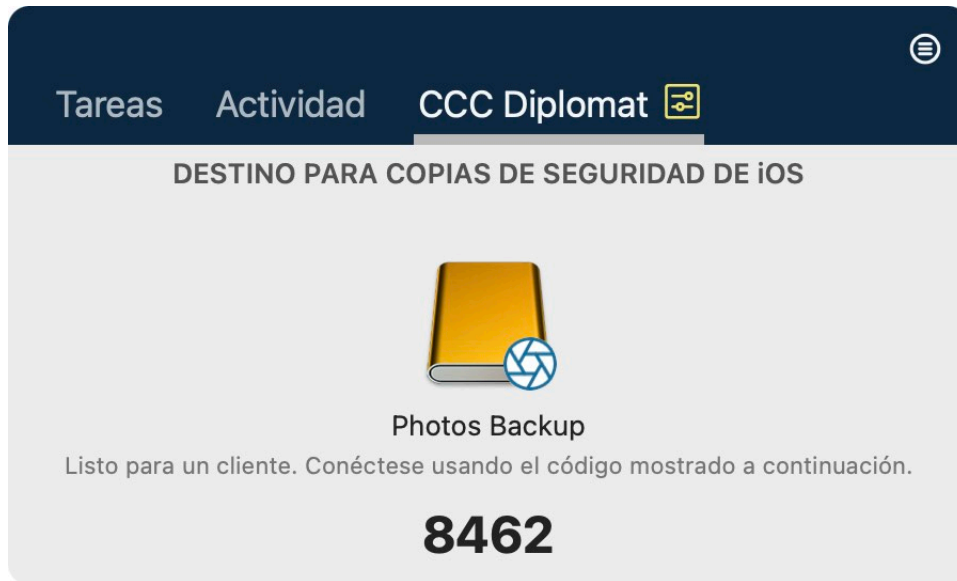 Tareas Actividad CCC Diplomat
DESTINO PARA COPIAS DE SEGURIDAD DE iOS
Photos Backup
Listo para un cliente. Conéctese usando el código mostrado a continuación.
8462